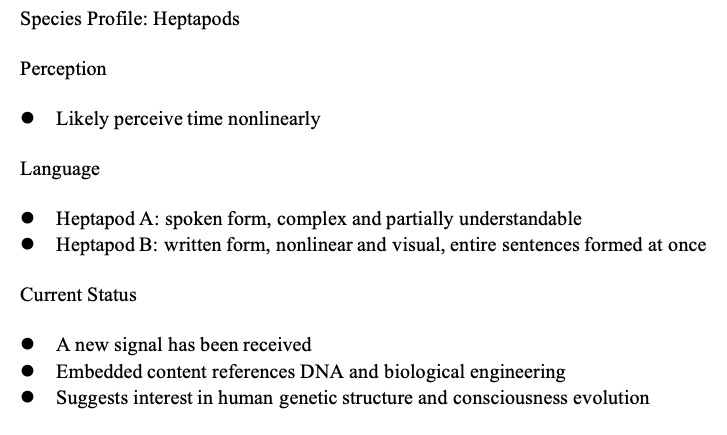 Species Profile: Heptapods
Perception
● Likely perceive time nonlinearly
Language
● Heptapod A: spoken form, complex and partially understandable
● Heptapod B: written form, nonlinear and visual, entire sentences formed at once
Current Status
● A new signal has been received
● Embedded content references DNA and biological engineering
● Suggests interest in human genetic structure and consciousness evolution